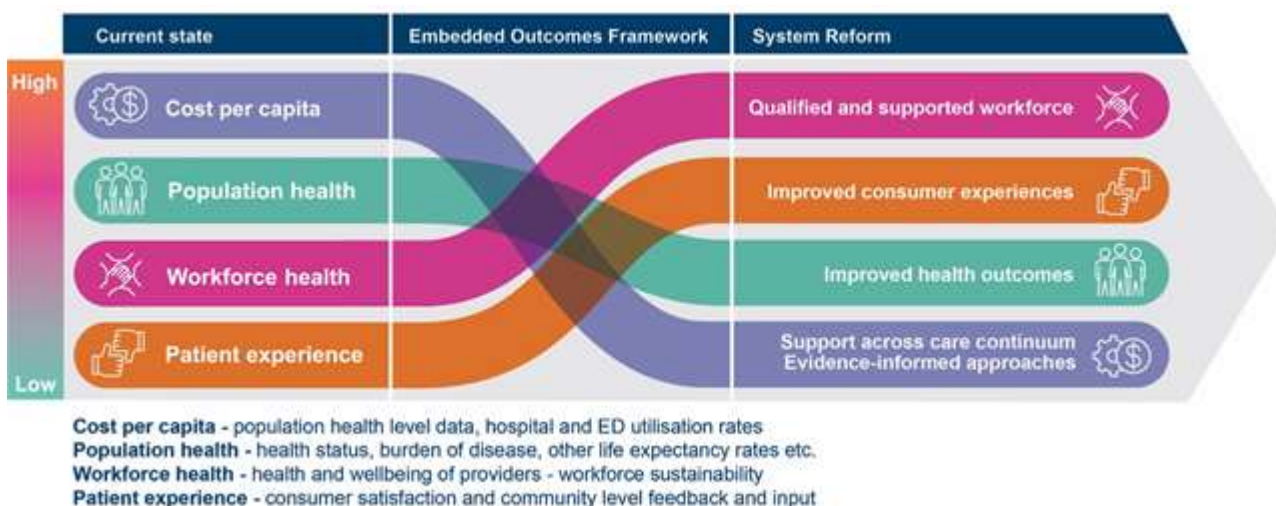 Current state
Embedded Outcomes Framework
System Reform
High
Low
Cost per capita
Population health
Workforce health
Patient experience
Qualified and supported workforce
Improved consumer experiences
Improved health outcomes
Support across care continuum
Evidence-informed approaches
Cost per capita - population health level data, hospital and ED utilisation rates
Population health - health status, burden of disease, other life expectancy rates etc.
Workforce health - health and wellbeing of providers - workforce sustainability
Patient experience - consumer satisfaction and community level feedback and input